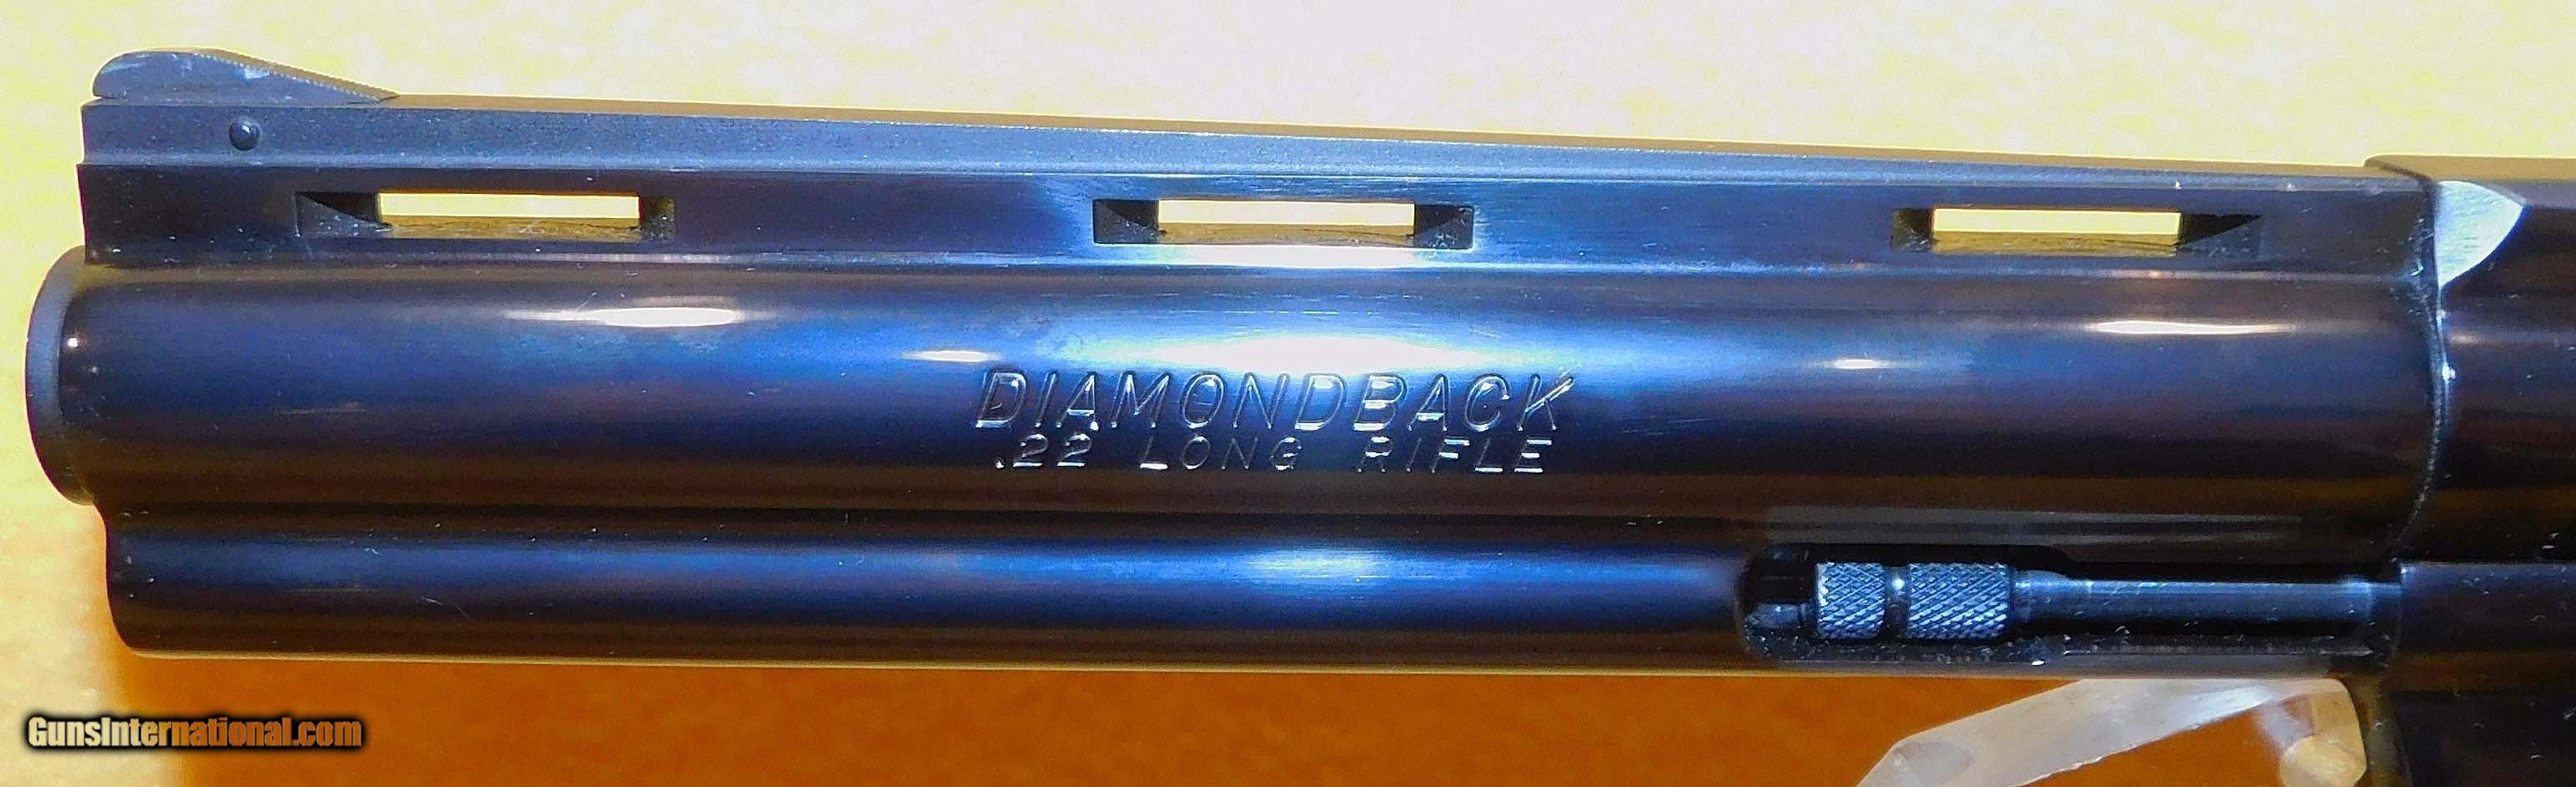 DIAMONDBACK
.22 LONG RIFLE
GunsInternational.com